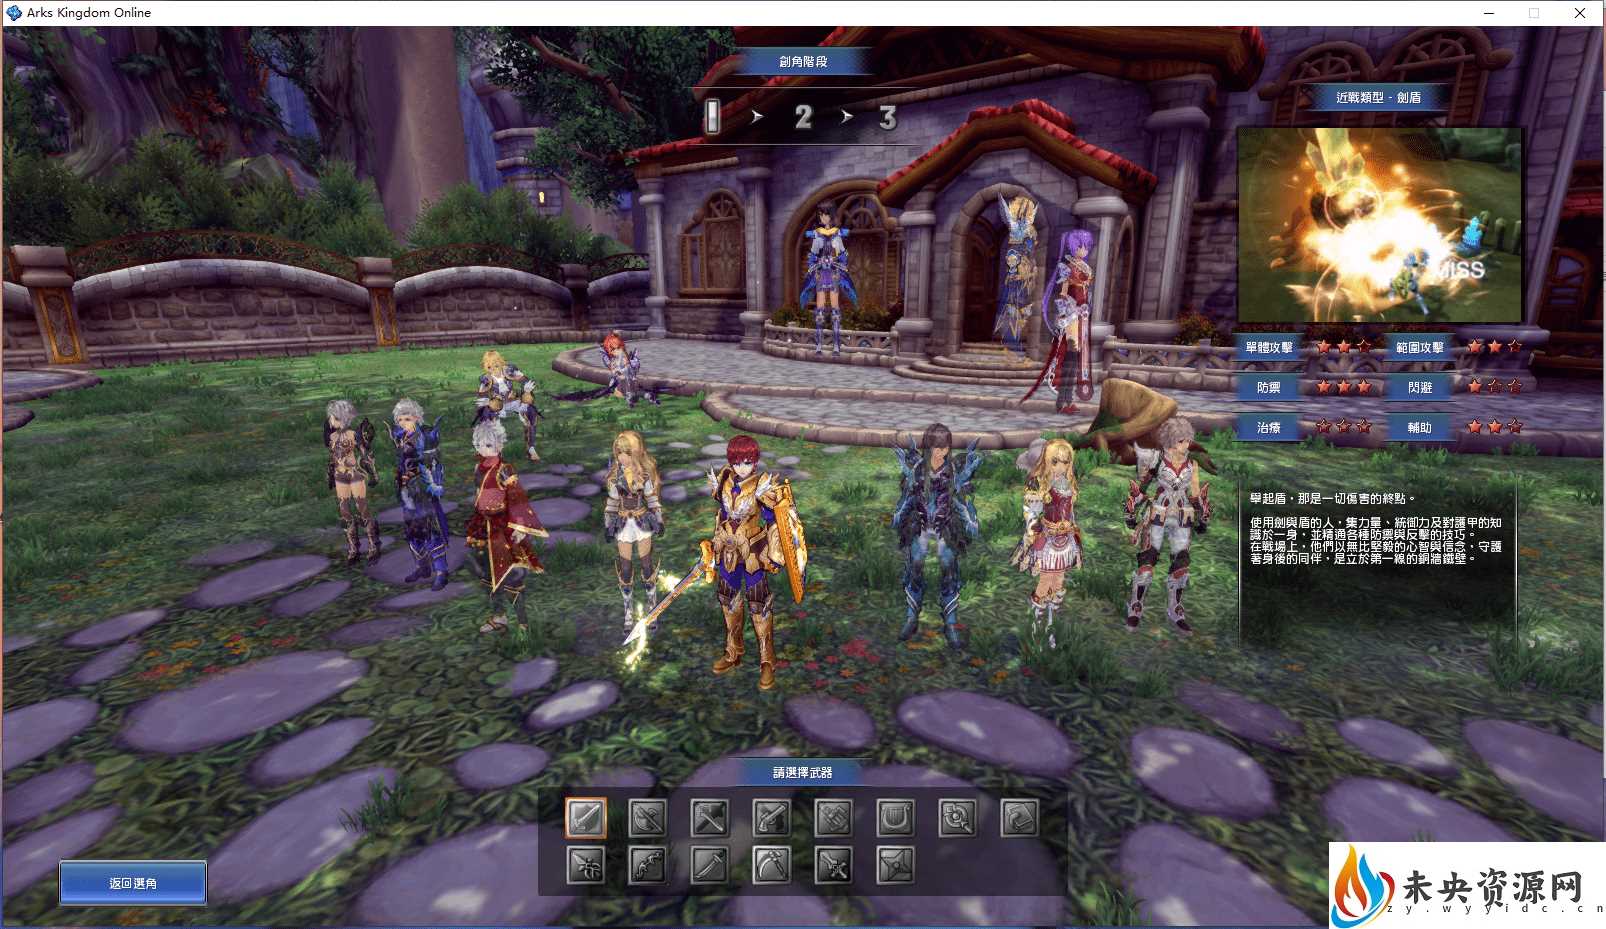 Arks Kingdom Online
創角階段
1 > 2 > 3
近戰類型 - 劍盾
MISS
單體攻擊
範圍攻擊
防禦
閃避
治療
輔助
舉起盾，那是一切傷害的終點。
使用劍與盾的人，集力量、統御力及對護甲的知
識於一身，並精通各種防禦與反擊的技巧。
在戰場上，他們以無比堅毅的心智與信念，守護
著身後的同伴，是立於第一線的銅牆鐵壁。
請選擇武器
返回選角
未央资源网
zy.wyyidc.cn